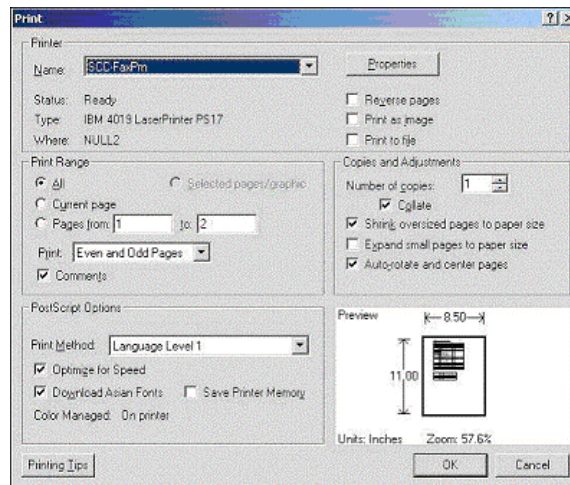 Print
Printer
Name: SCC-FaxPrn
Properties
Status: Ready
Type: IBM 4019 LaserPrinter PS17
Where: NULL2
Reverse pages
Print as image
Print to file
Print Range
All
Selected pages/graphic
Current page
Pages from: 1 to: 2
Print: Even and Odd Pages
Comments
Copies and Adjustments
Number of copies: 1
Collate
Shrink oversized pages to paper size
Expand small pages to paper size
Auto-rotate and center pages
PostScript Options
Print Method: Language Level 1
Optimize for Speed
Download Asian Fonts
Save Printer Memory
Color Managed: On printer
Preview
8.50
11.00
Units: Inches Zoom: 57.6%
Printing Tips
OK
Cancel